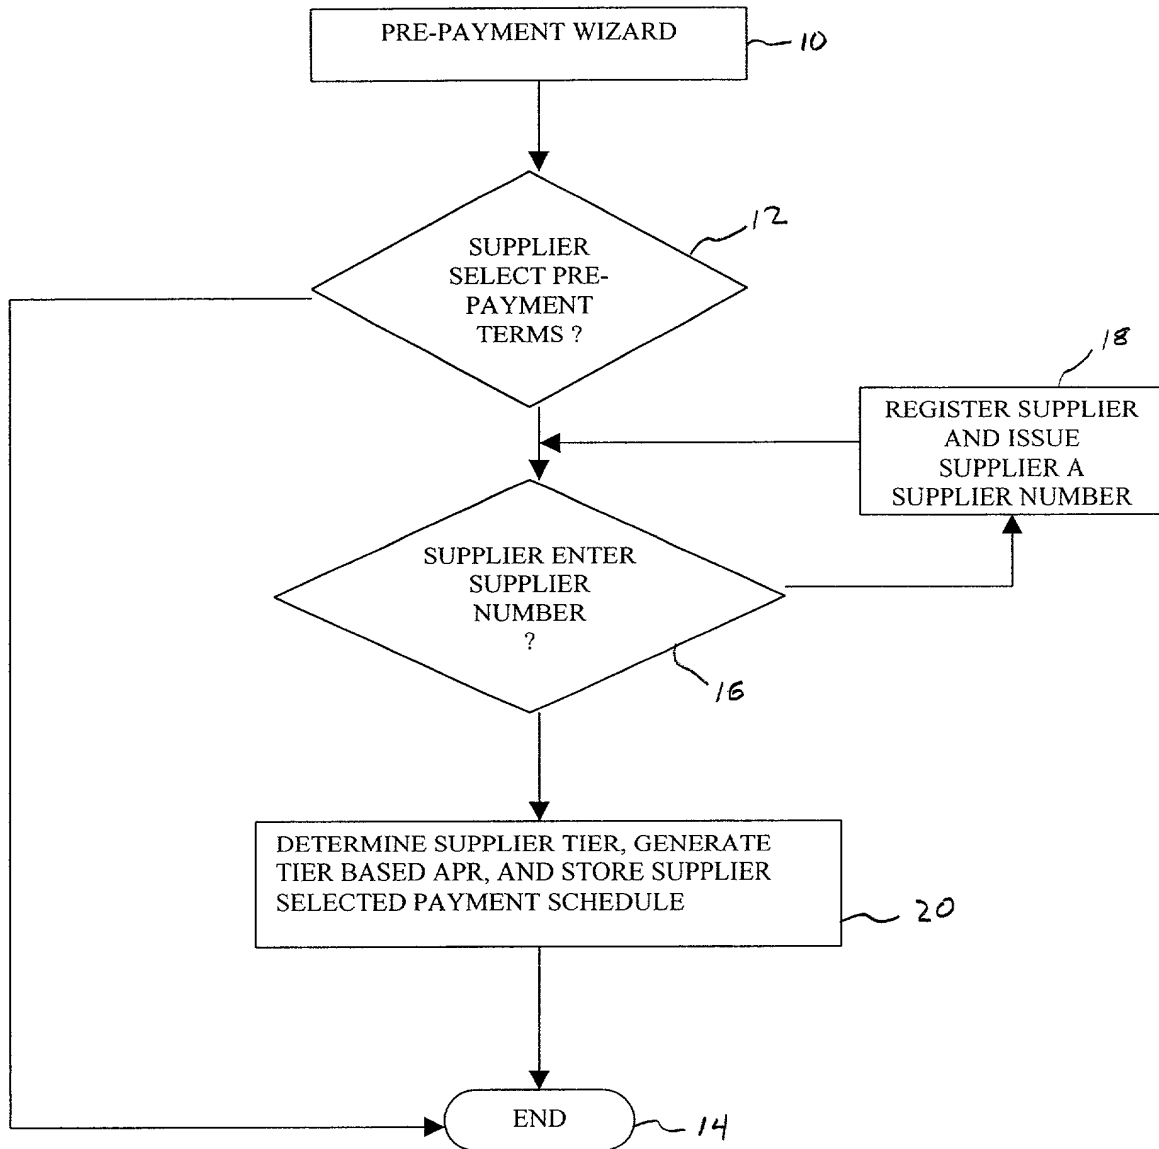 PRE-PAYMENT WIZARD
10
12
SUPPLIER
SELECT PRE-
PAYMENT
TERMS ?
18
REGISTER SUPPLIER
AND ISSUE
SUPPLIER A
SUPPLIER NUMBER
SUPPLIER ENTER
SUPPLIER
NUMBER
?
16
DETERMINE SUPPLIER TIER, GENERATE
TIER BASED APR, AND STORE SUPPLIER
SELECTED PAYMENT SCHEDULE
20
END
14